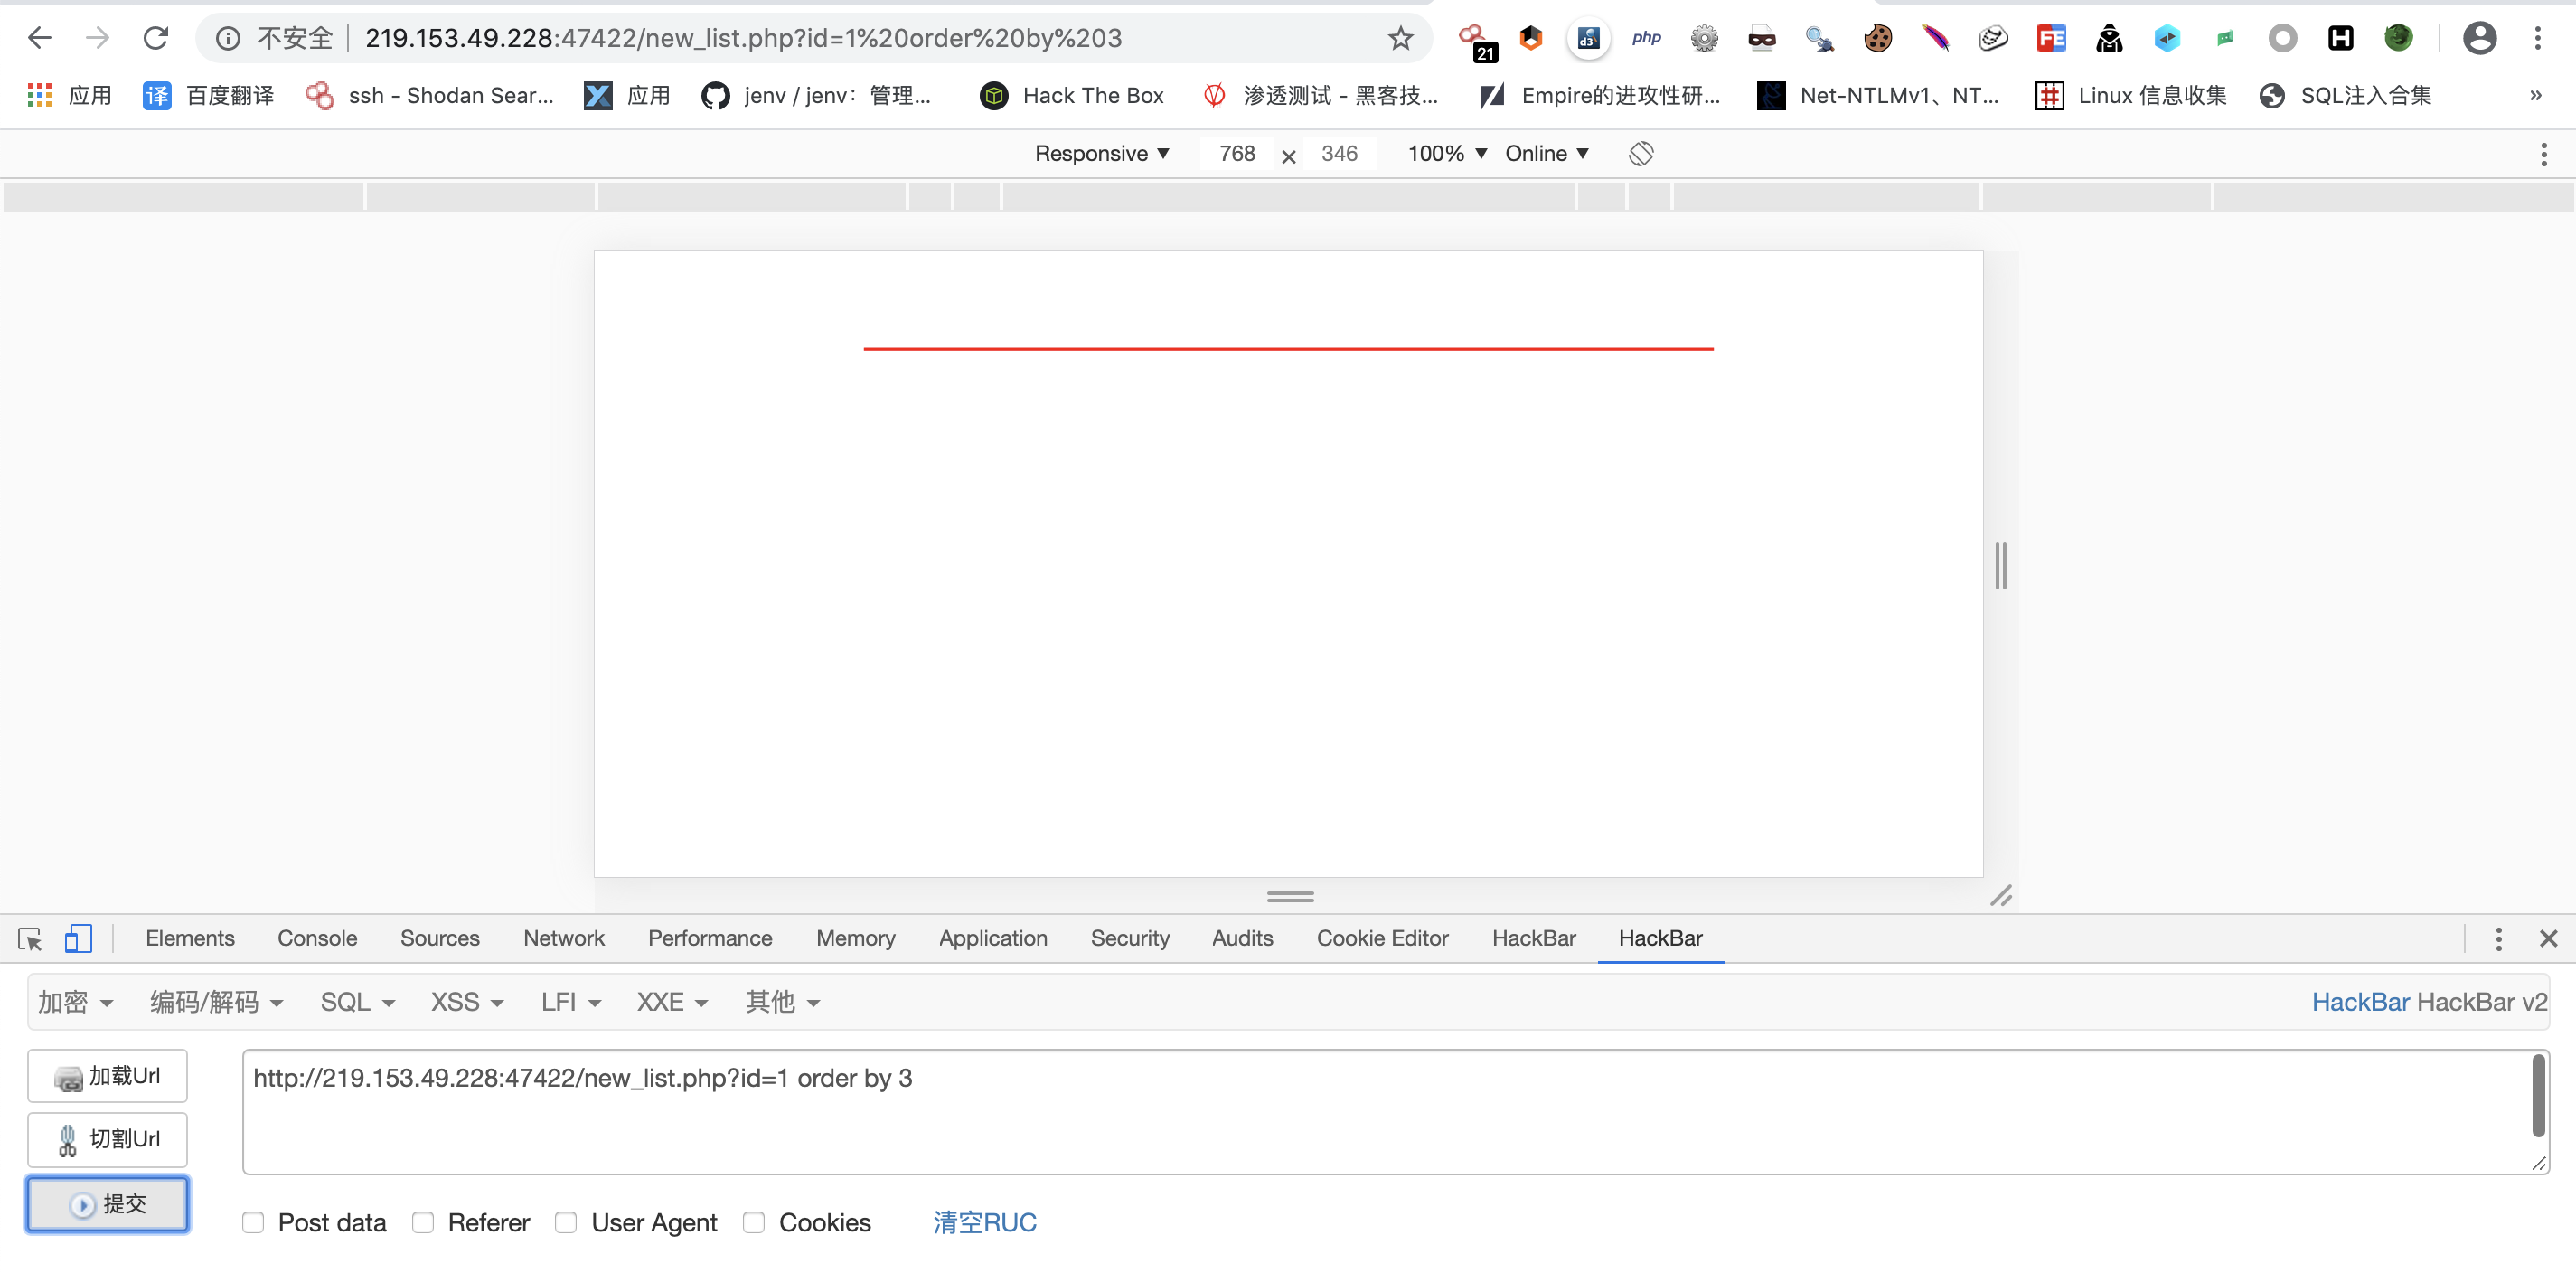 不安全 219.153.49.228:47422/new_list.php?id=1%20order%20by%203 21 d3 php FE H
应用 译 百度翻译 ssh - Shodan Sear... 应用 jenv / jenv：管理... Hack The Box 渗透测试 - 黑客技... Empire的进攻性研... Net-NTLMv1、NT... Linux 信息收集 SQL注入合集 »
Responsive ▼ 768 × 346 100% ▼ Online ▼
Elements Console Sources Network Performance Memory Application Security Audits Cookie Editor HackBar HackBar
加密 编码/解码 SQL XSS LFI XXE 其他 HackBar HackBar v2
加载Url
http://219.153.49.228:47422/new_list.php?id=1 order by 3
切割Url
提交
Post data Referer User Agent Cookies 清空RUC